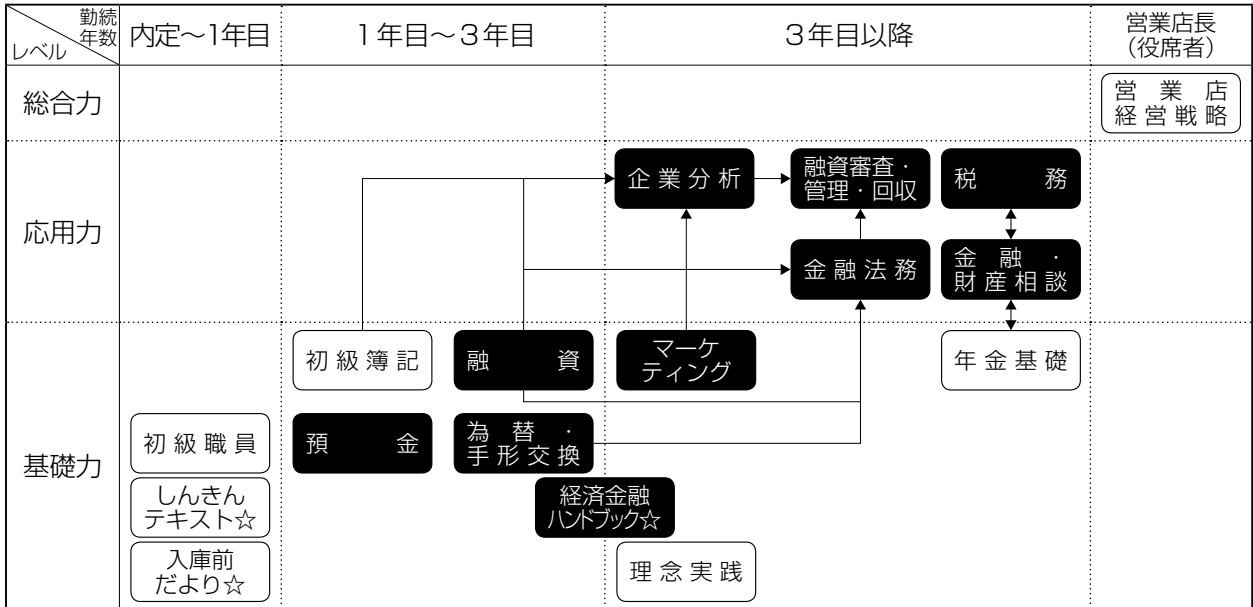 勤続
年数
レベル
内定〜1年目
1年目〜3年目
3年目以降
営業店長
（役席者）
総合力
営業店
経営戦略
応用力
企業分析
融資審査・
管理・回収
税務
金融法務
金融・
財産相談
基礎力
初級簿記
融資
マーケ
ティング
年金基礎
初級職員
預金
為替・
手形交換
しんきん
テキスト☆
経済金融
ハンドブック☆
入庫前
だより☆
理念実践